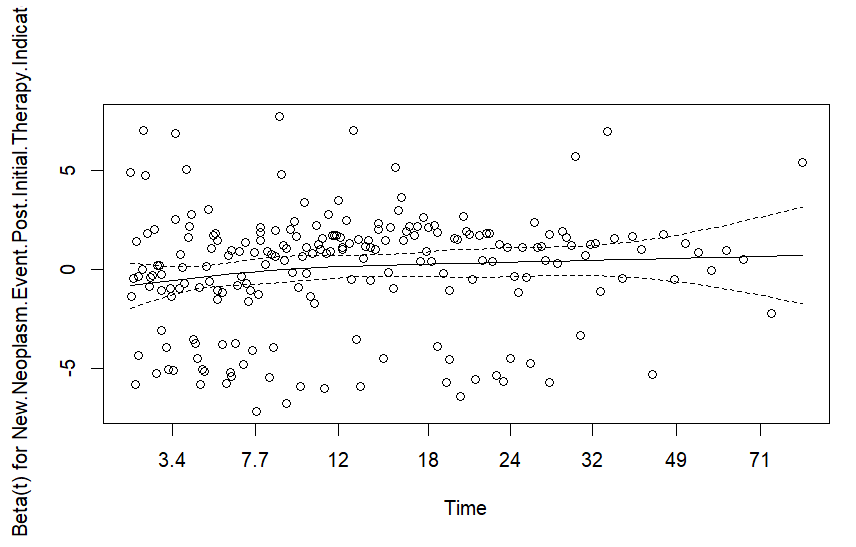 Beta(t) for New.Neoplasm.Event.Post.Initial.Therapy.Indicat
5
0
-5
3.4 7.7 12 18 24 32 49 71
Time